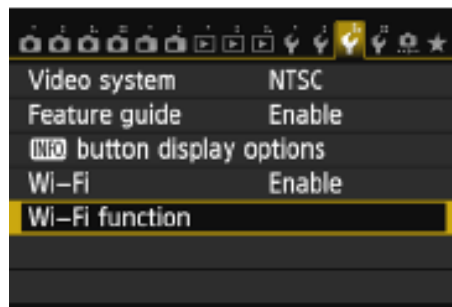 Video system NTSC
Feature guide Enable
INFO button display options
Wi-Fi Enable
Wi-Fi function